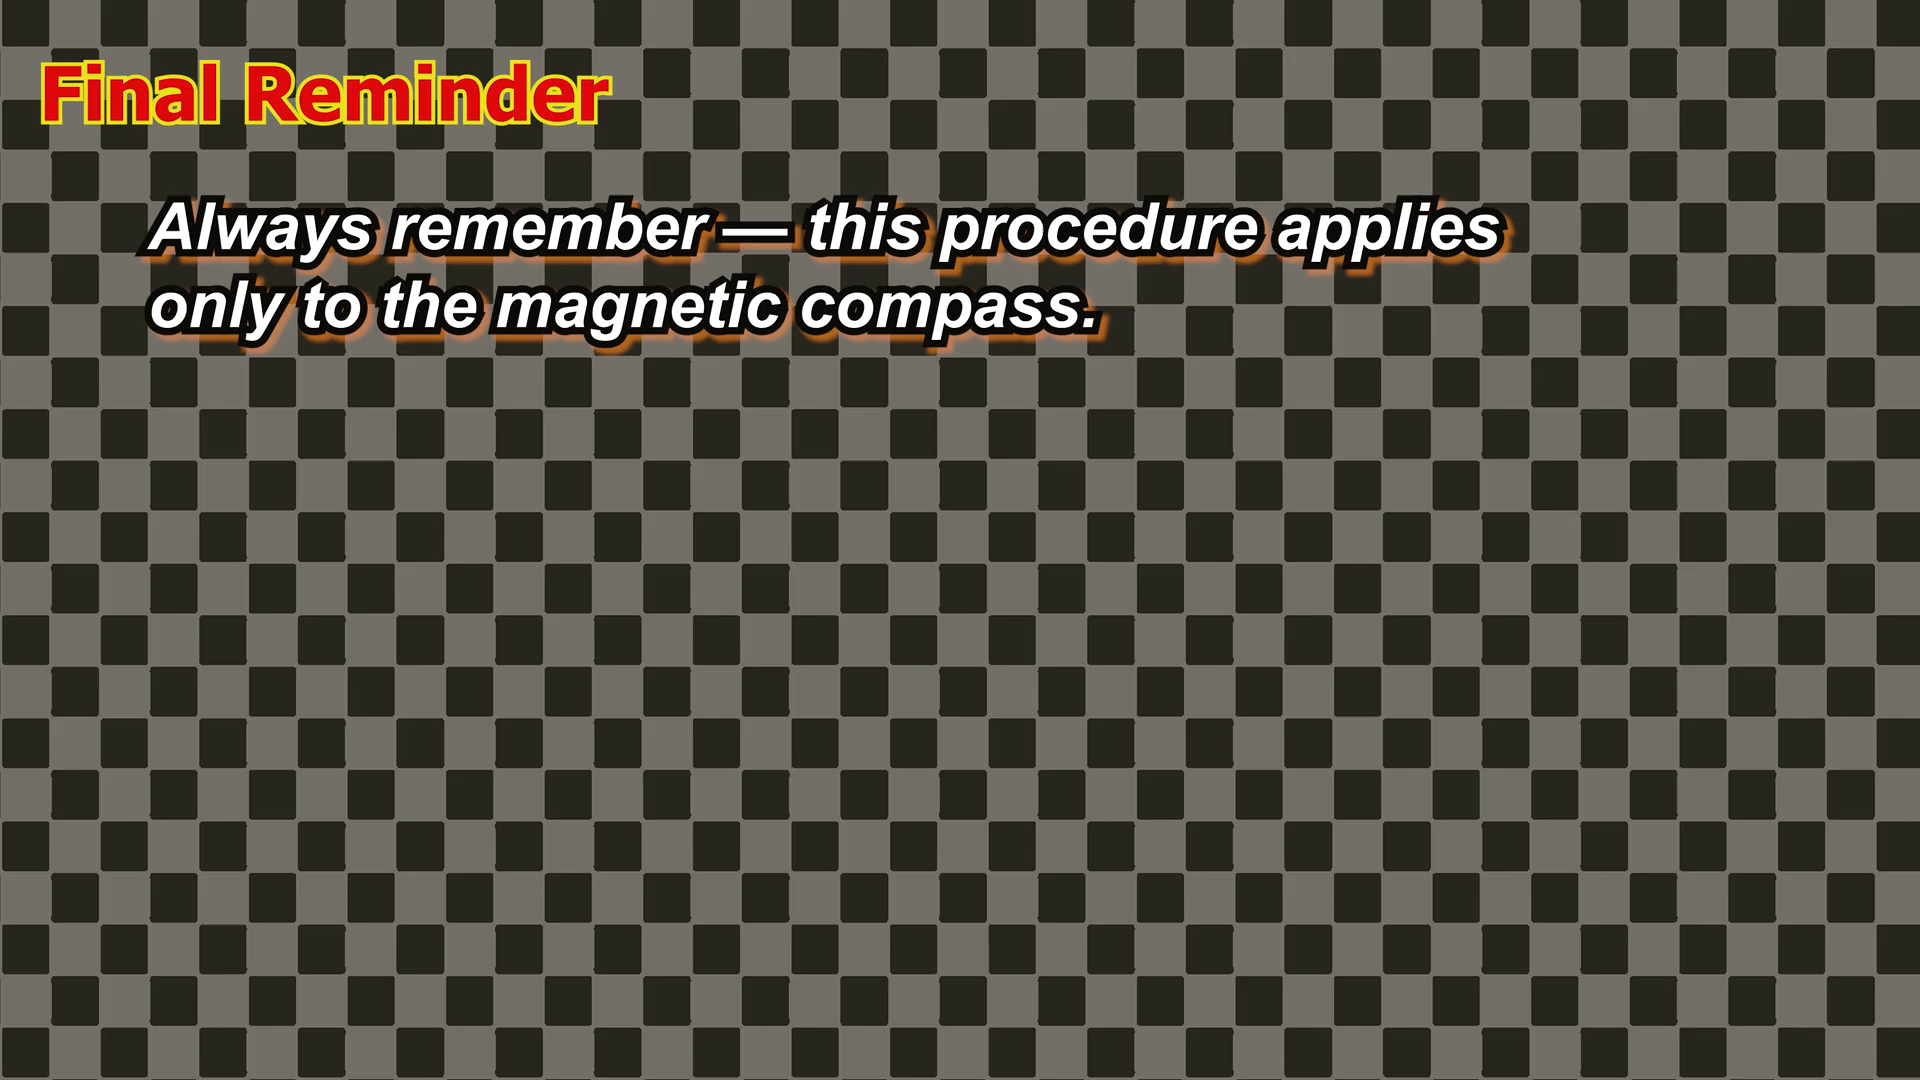 Final Reminder
Always remember — this procedure applies
only to the magnetic compass.